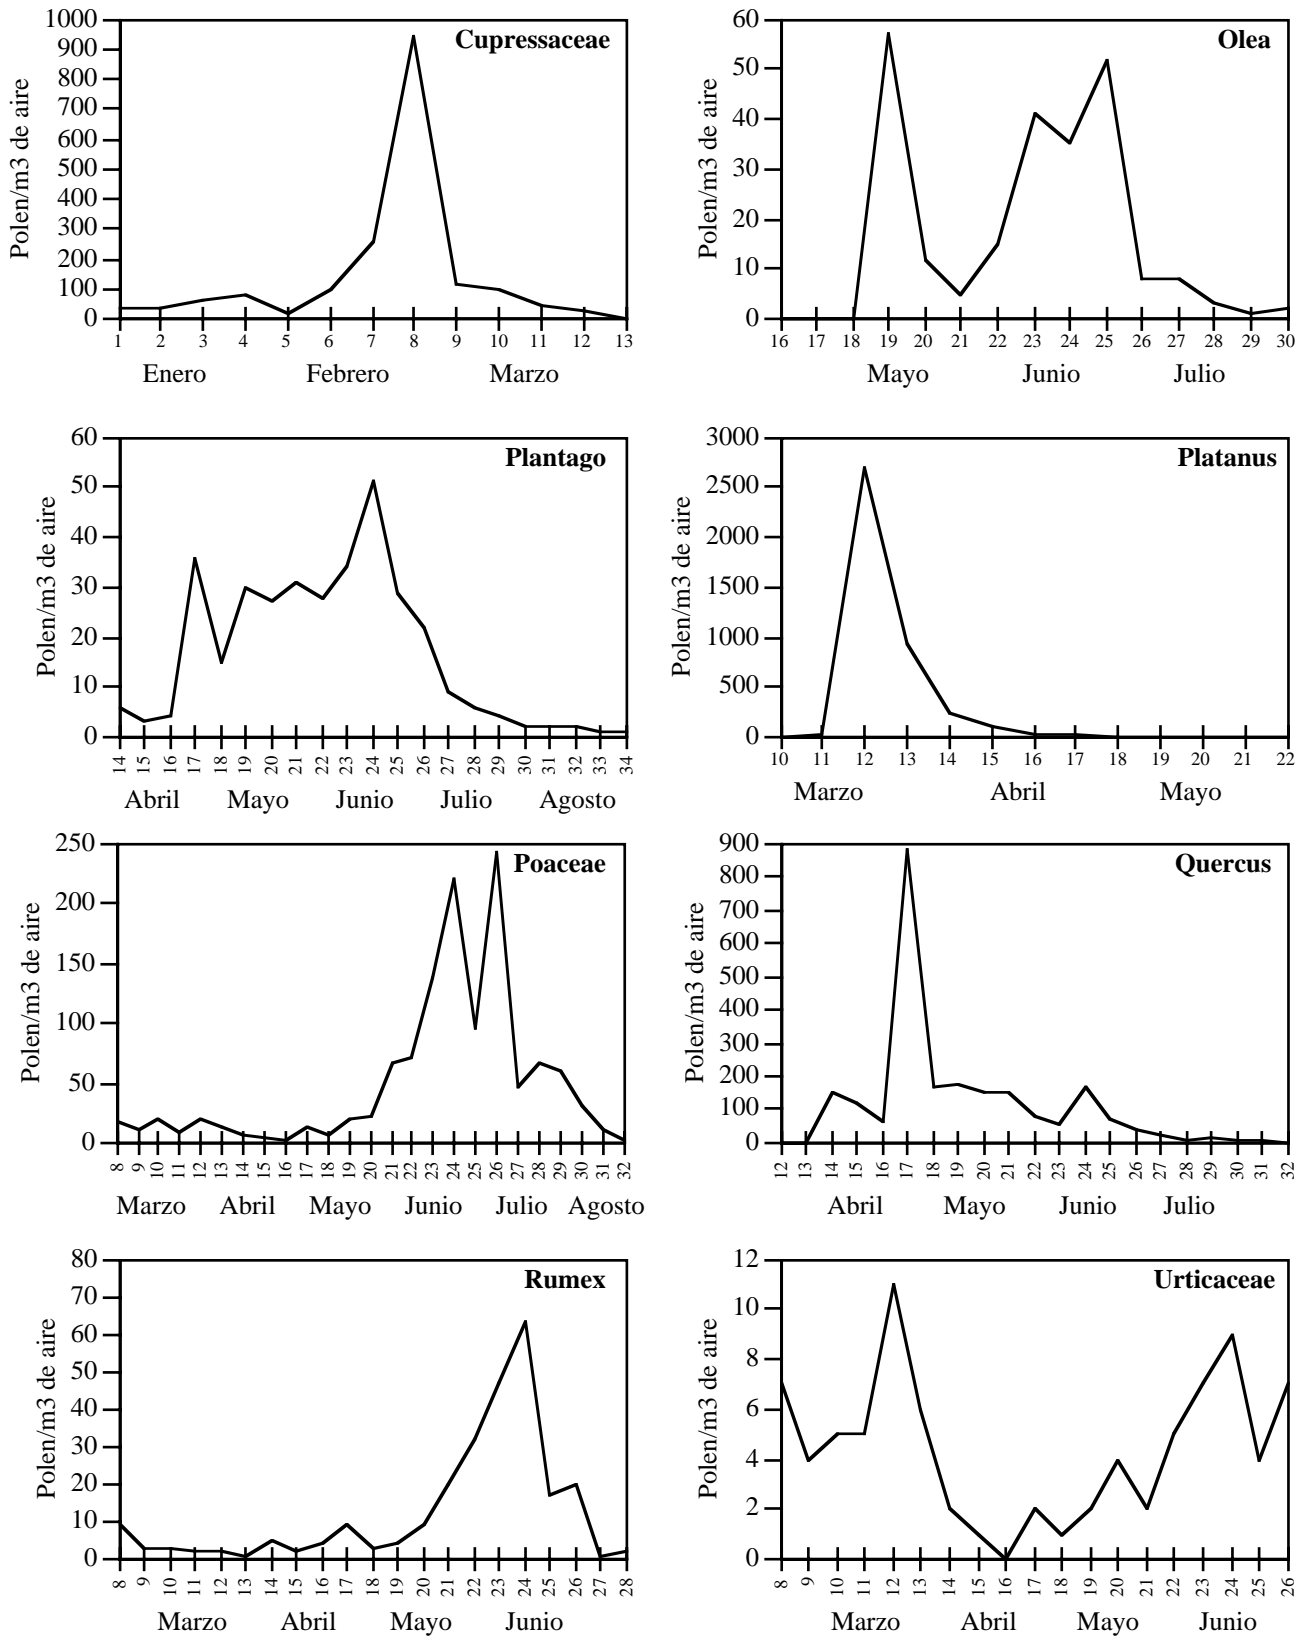 Cupressaceae
Polen/m3 de aire
1000
900
800
700
600
500
400
300
200
100
0
1 2 3 4 5 6 7 8 9 10 11 12 13
Enero Febrero Marzo
Olea
Polen/m3 de aire
60
50
40
30
20
10
0
16 17 18 19 20 21 22 23 24 25 26 27 28 29 30
Mayo Junio Julio
Plantago
Polen/m3 de aire
60
50
40
30
20
10
0
14 15 16 17 18 19 20 21 22 23 24 25 26 27 28 29 30 31 32 33 34
Abril Mayo Junio Julio Agosto
Platanus
Polen/m3 de aire
3000
2500
2000
1500
1000
500
0
10 11 12 13 14 15 16 17 18 19 20 21 22
Marzo Abril Mayo
Poaceae
Polen/m3 de aire
250
200
150
100
50
0
8 9 10 11 12 13 14 15 16 17 18 19 20 21 22 23 24 25 26 27 28 29 30 31 32
Marzo Abril Mayo Junio Julio Agosto
Quercus
Polen/m3 de aire
900
800
700
600
500
400
300
200
100
0
12 13 14 15 16 17 18 19 20 21 22 23 24 25 26 27 28 29 30 31 32
Abril Mayo Junio Julio
Rumex
Polen/m3 de aire
80
70
60
50
40
30
20
10
0
8 9 10 11 12 13 14 15 16 17 18 19 20 21 22 23 24 25 26 27 28
Marzo Abril Mayo Junio
Urticaceae
Polen/m3 de aire
12
10
8
6
4
2
0
8 9 10 11 12 13 14 15 16 17 18 19 20 21 22 23 24 25 26
Marzo Abril Mayo Junio